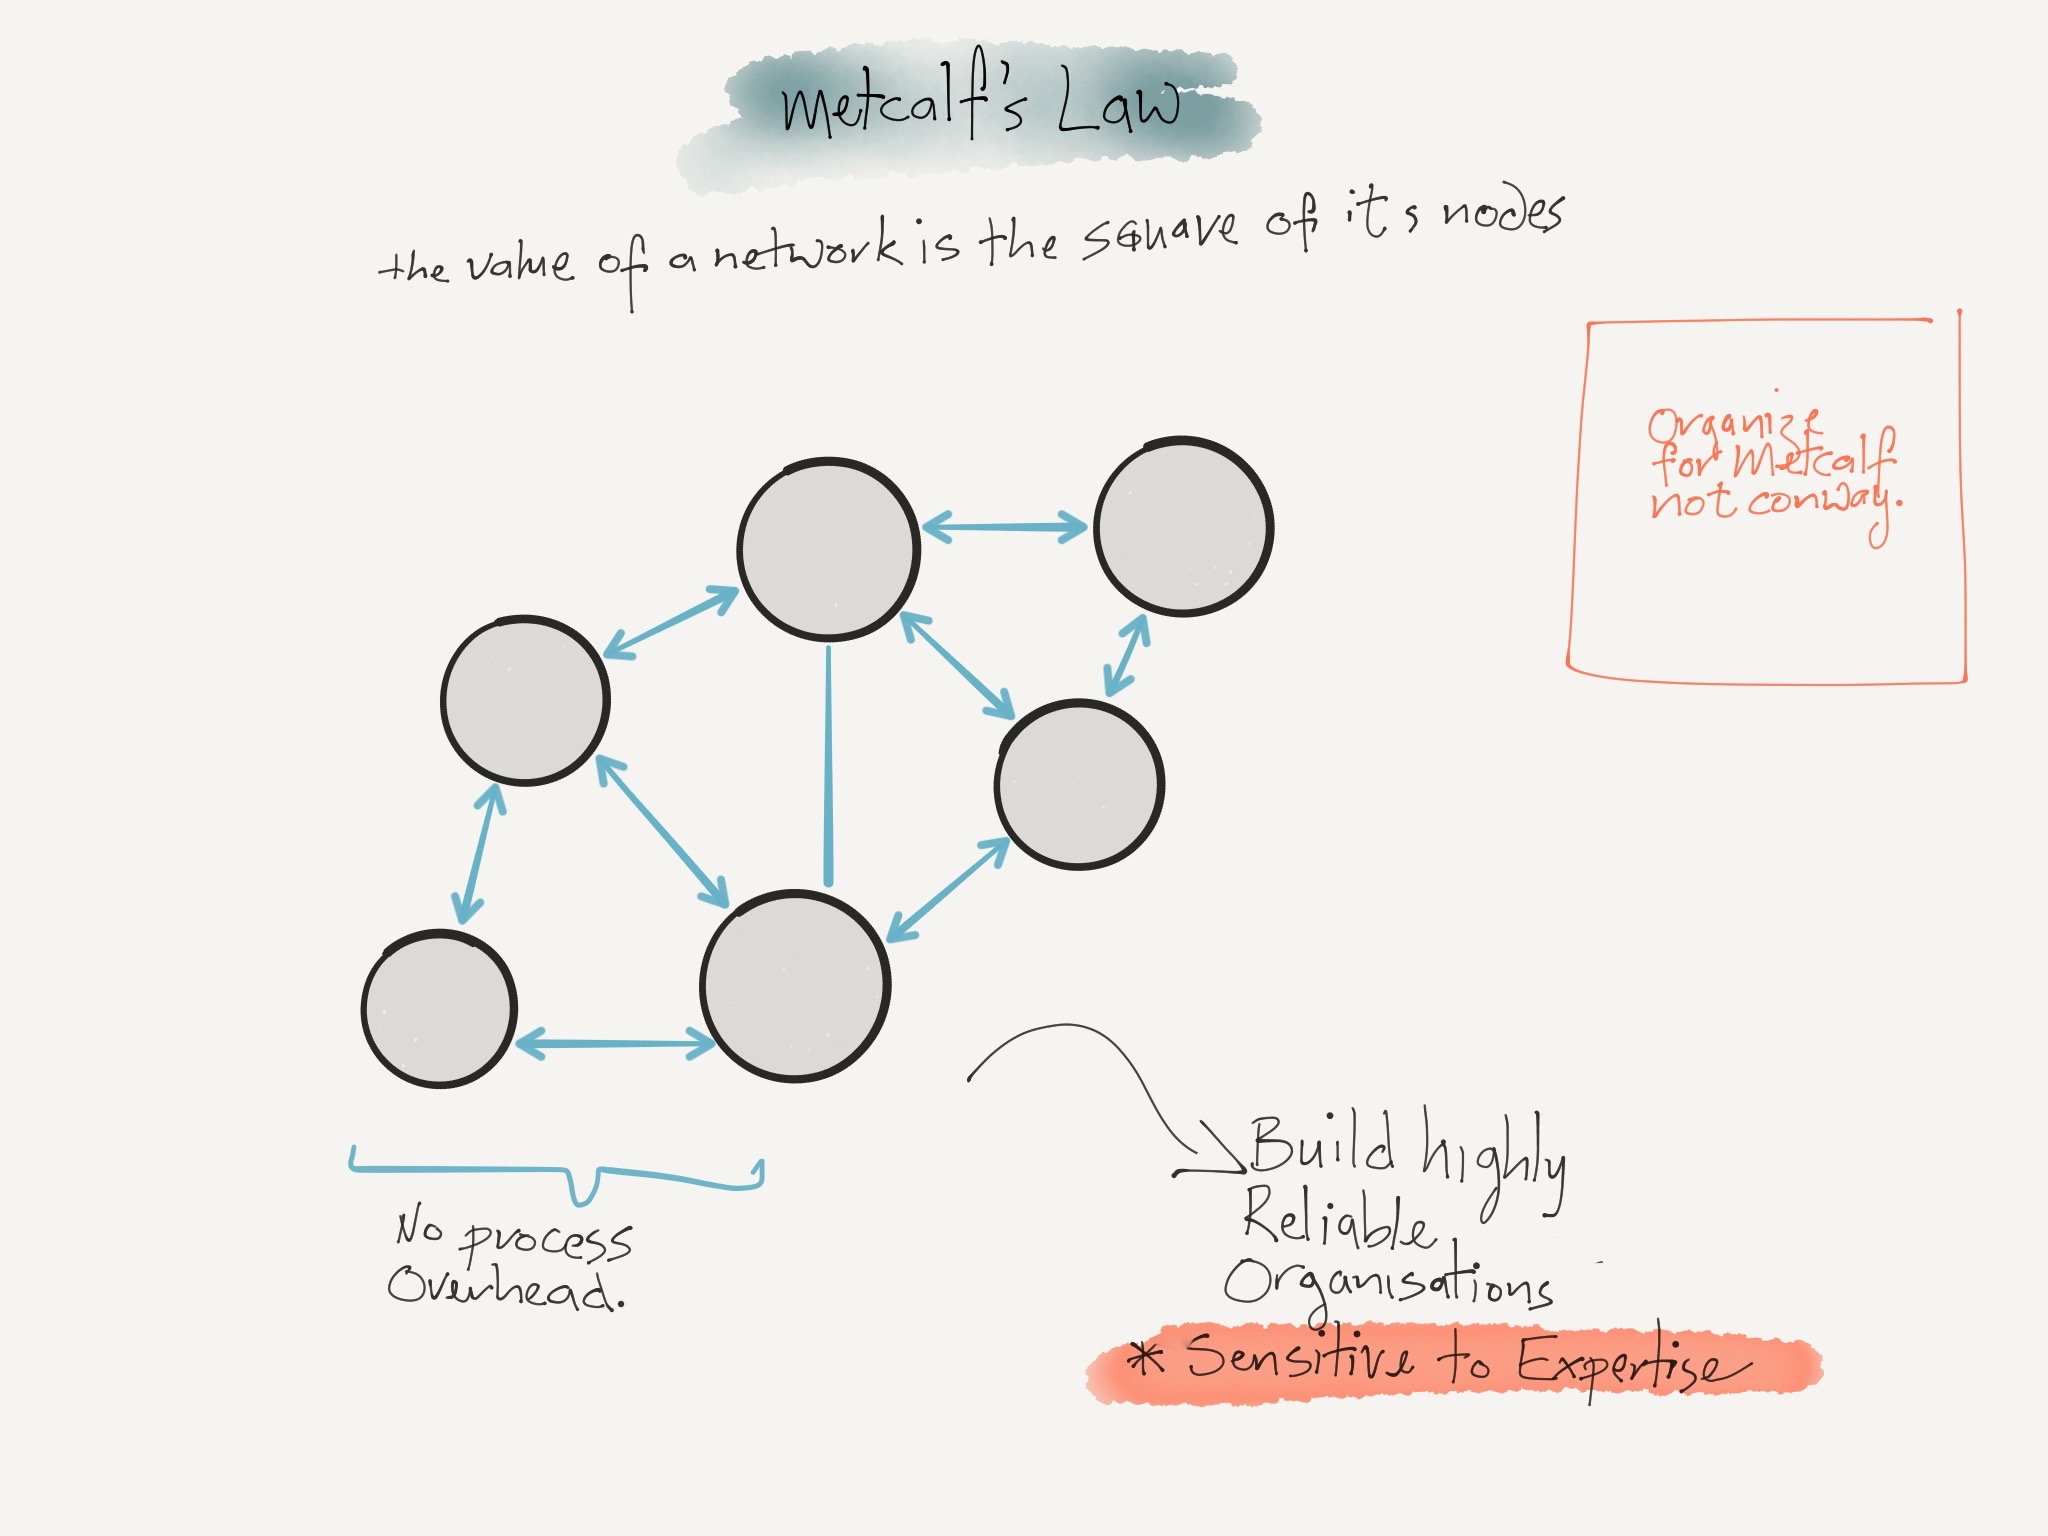 Metcalf's Law
the value of a network is the square of it's nodes
Organize
for Metcalf
not conway.
No process
Overhead.
Build highly
Reliable
Organisations
* Sensitive to Expertise